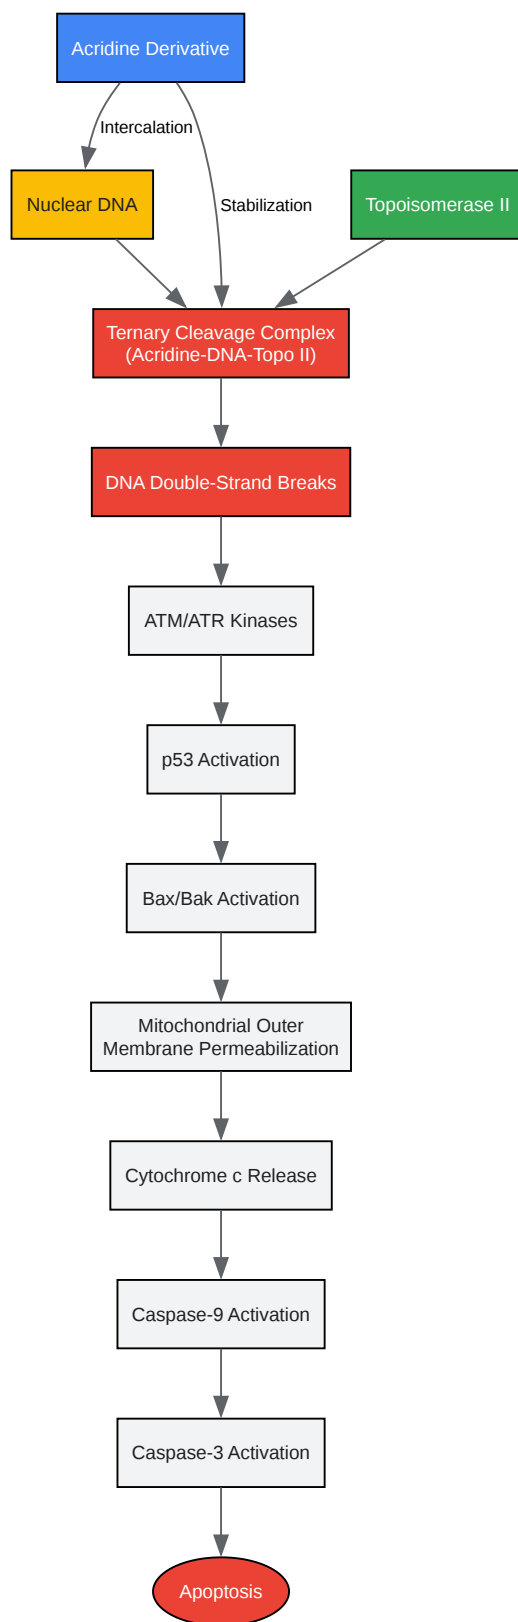 Acridine Derivative
Intercalation
Nuclear DNA
Stabilization
Topoisomerase II
Ternary Cleavage Complex
(Acridine-DNA-Topo II)
DNA Double-Strand Breaks
ATM/ATR Kinases
p53 Activation
Bax/Bak Activation
Mitochondrial Outer
Membrane Permeabilization
Cytochrome c Release
Caspase-9 Activation
Caspase-3 Activation
Apoptosis